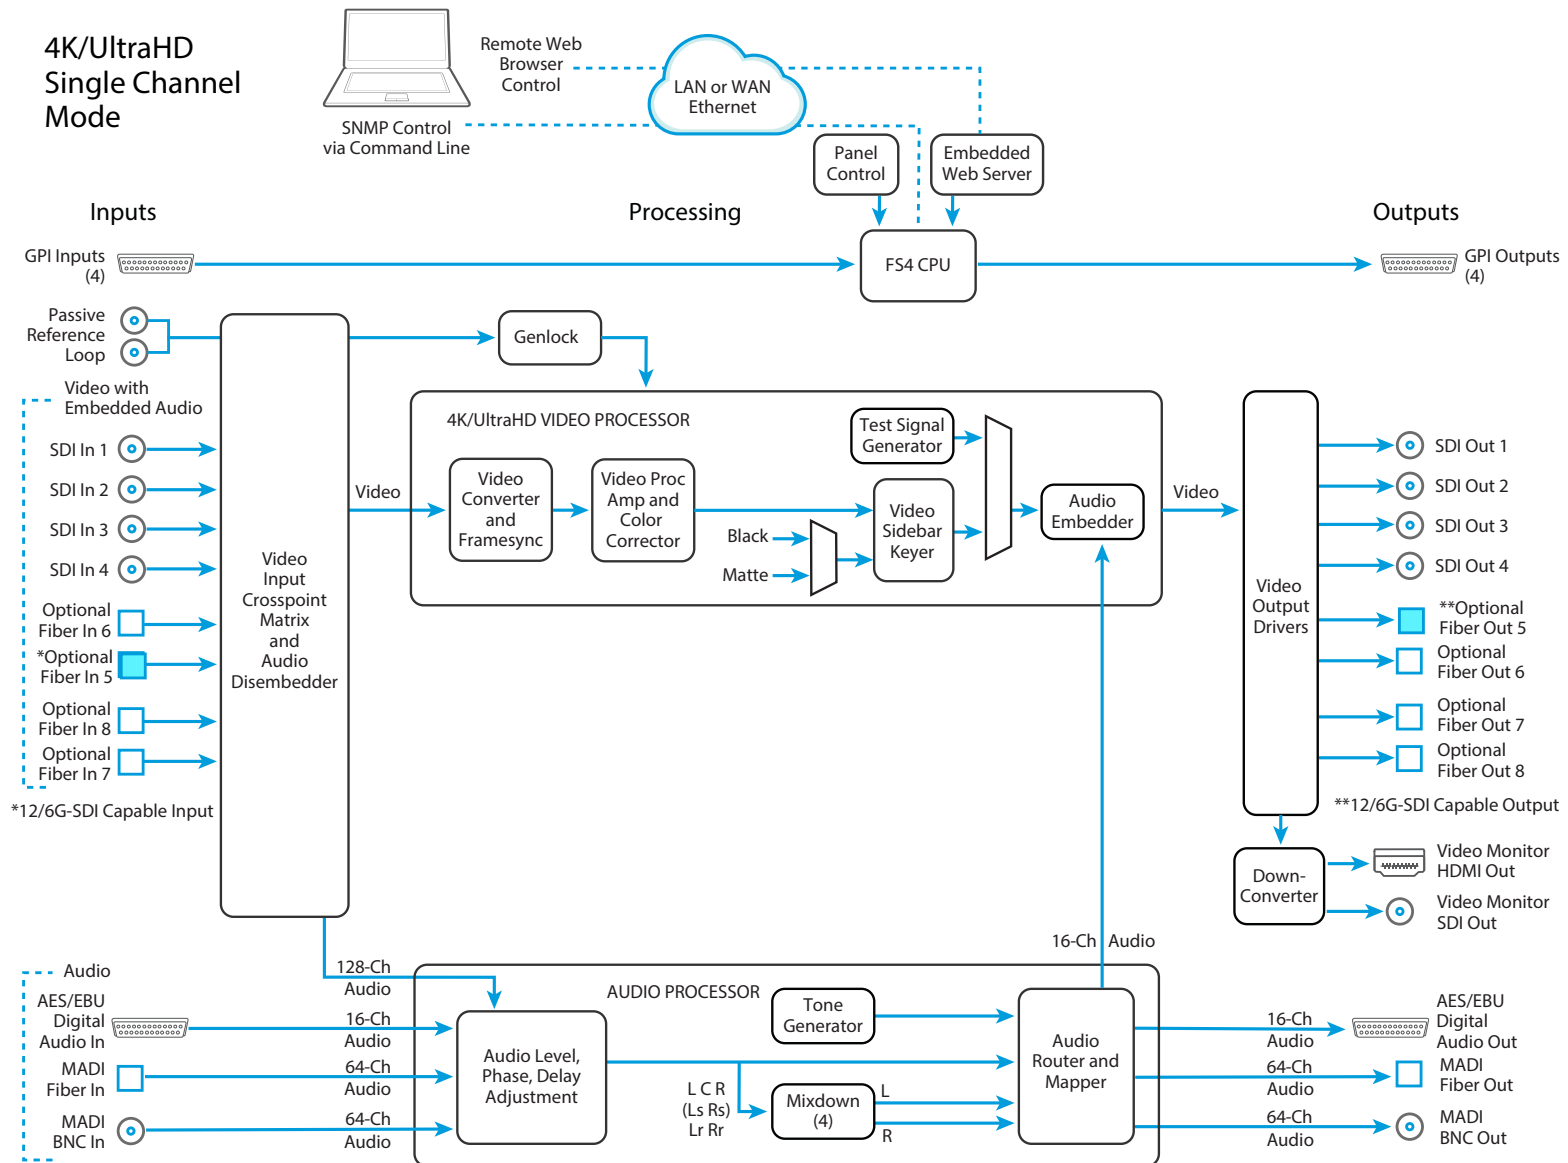 4K/UltraHD
Single Channel
Mode
Remote Web
Browser
Control
SNMP Control
via Command Line
LAN or WAN
Ethernet
Panel
Control
Embedded
Web Server
Inputs
Processing
Outputs
GPI Inputs
(4)
FS4 CPU
GPI Outputs
(4)
Passive
Reference
Loop
Genlock
Video with
Embedded Audio
SDI In 1
SDI In 2
SDI In 3
SDI In 4
Optional
Fiber In 6
*Optional
Fiber In 5
Optional
Fiber In 8
Optional
Fiber In 7
*12/6G-SDI Capable Input
Video
Input
Crosspoint
Matrix
and
Audio
Disembedder
Video
4K/UltraHD VIDEO PROCESSOR
Video
Converter
and
Framesync
Video Proc
Amp and
Color
Corrector
Test Signal
Generator
Black
Matte
Video
Sidebar
Keyer
Audio
Embedder
Video
Video
Output
Drivers
SDI Out 1
SDI Out 2
SDI Out 3
SDI Out 4
**Optional
Fiber Out 5
Optional
Fiber Out 6
Optional
Fiber Out 7
Optional
Fiber Out 8
**12/6G-SDI Capable Output
Down-
Converter
Video Monitor
HDMI Out
Video Monitor
SDI Out
16-Ch Audio
Audio
AES/EBU
Digital
Audio In
MADI
Fiber In
MADI
BNC In
128-Ch
Audio
16-Ch
Audio
64-Ch
Audio
64-Ch
Audio
AUDIO PROCESSOR
Audio Level,
Phase, Delay
Adjustment
Tone
Generator
L C R
(Ls Rs)
Lr Rr
Mixdown
(4)
L
R
Audio
Router and
Mapper
16-Ch
Audio
64-Ch
Audio
64-Ch
Audio
AES/EBU
Digital
Audio Out
MADI
Fiber Out
MADI
BNC Out